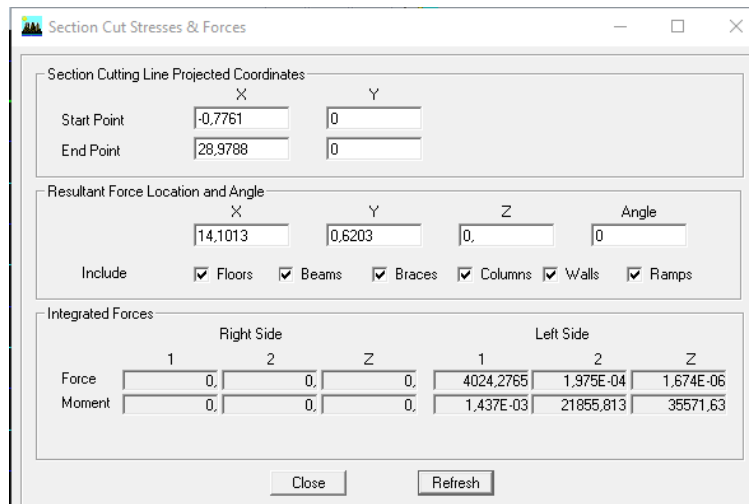 Section Cut Stresses & Forces
Section Cutting Line Projected Coordinates
X Y
Start Point -0,7761 0
End Point 28,9788 0
Resultant Force Location and Angle
X Y Z Angle
14,1013 0,6203 0, 0
Include Floors Beams Braces Columns Walls Ramps
Integrated Forces
Right Side Left Side
1 2 Z 1 2 Z
Force 0, 0, 0, 4024,2765 1,975E-04 1,674E-06
Moment 0, 0, 0, 1,437E-03 21855,813 35571,63
Close Refresh